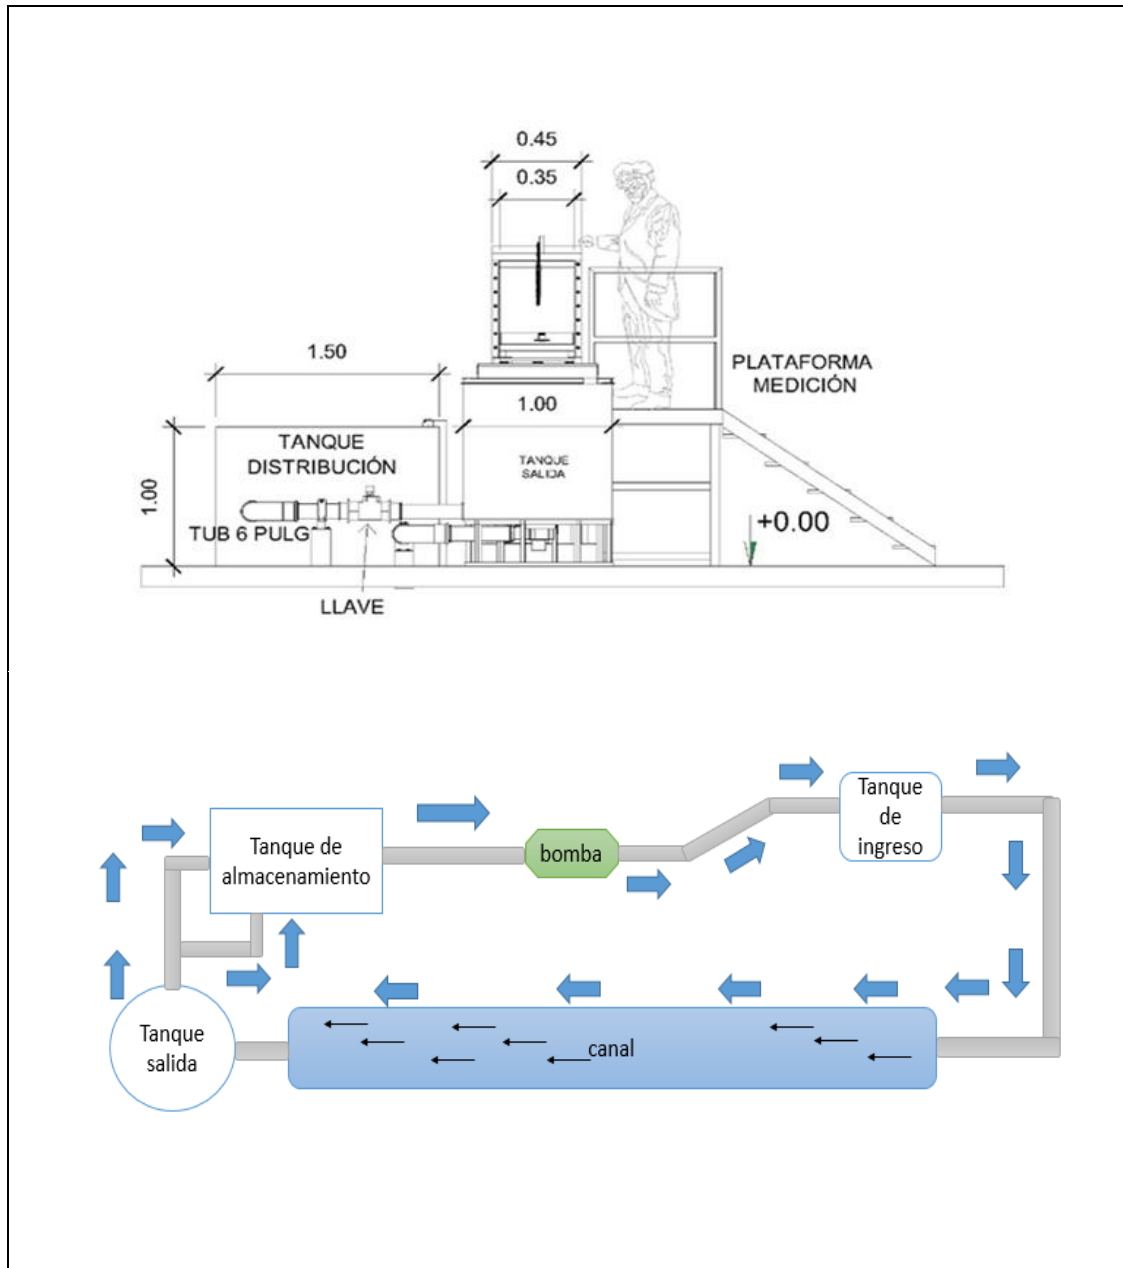 0.45
0.35
1.50
PLATAFORMA
MEDICIÓN
1.00
TANQUE
DISTRIBUCIÓN
TANQUE
SALIDA
1.00
TUB 6 PULG
+0.00
LLAVE
Tanque
de
ingreso
Tanque de
almacenamiento
bomba
Tanque
salida
canal